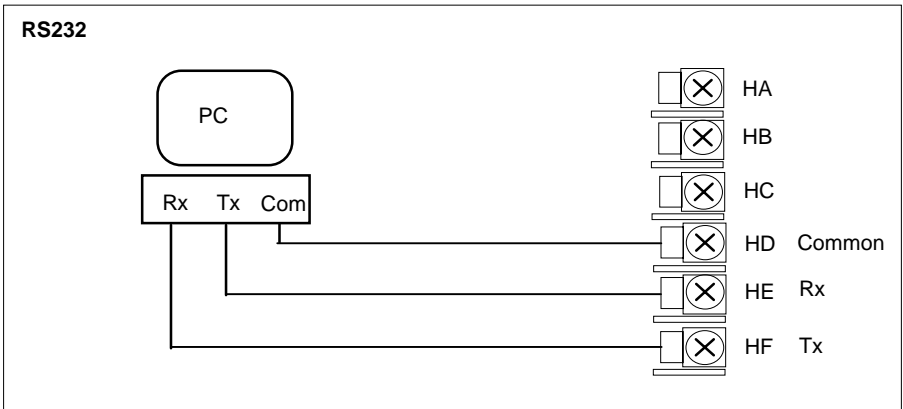 RS232
PC
Rx Tx Com
HA
HB
HC
HD Common
HE Rx
HF Tx